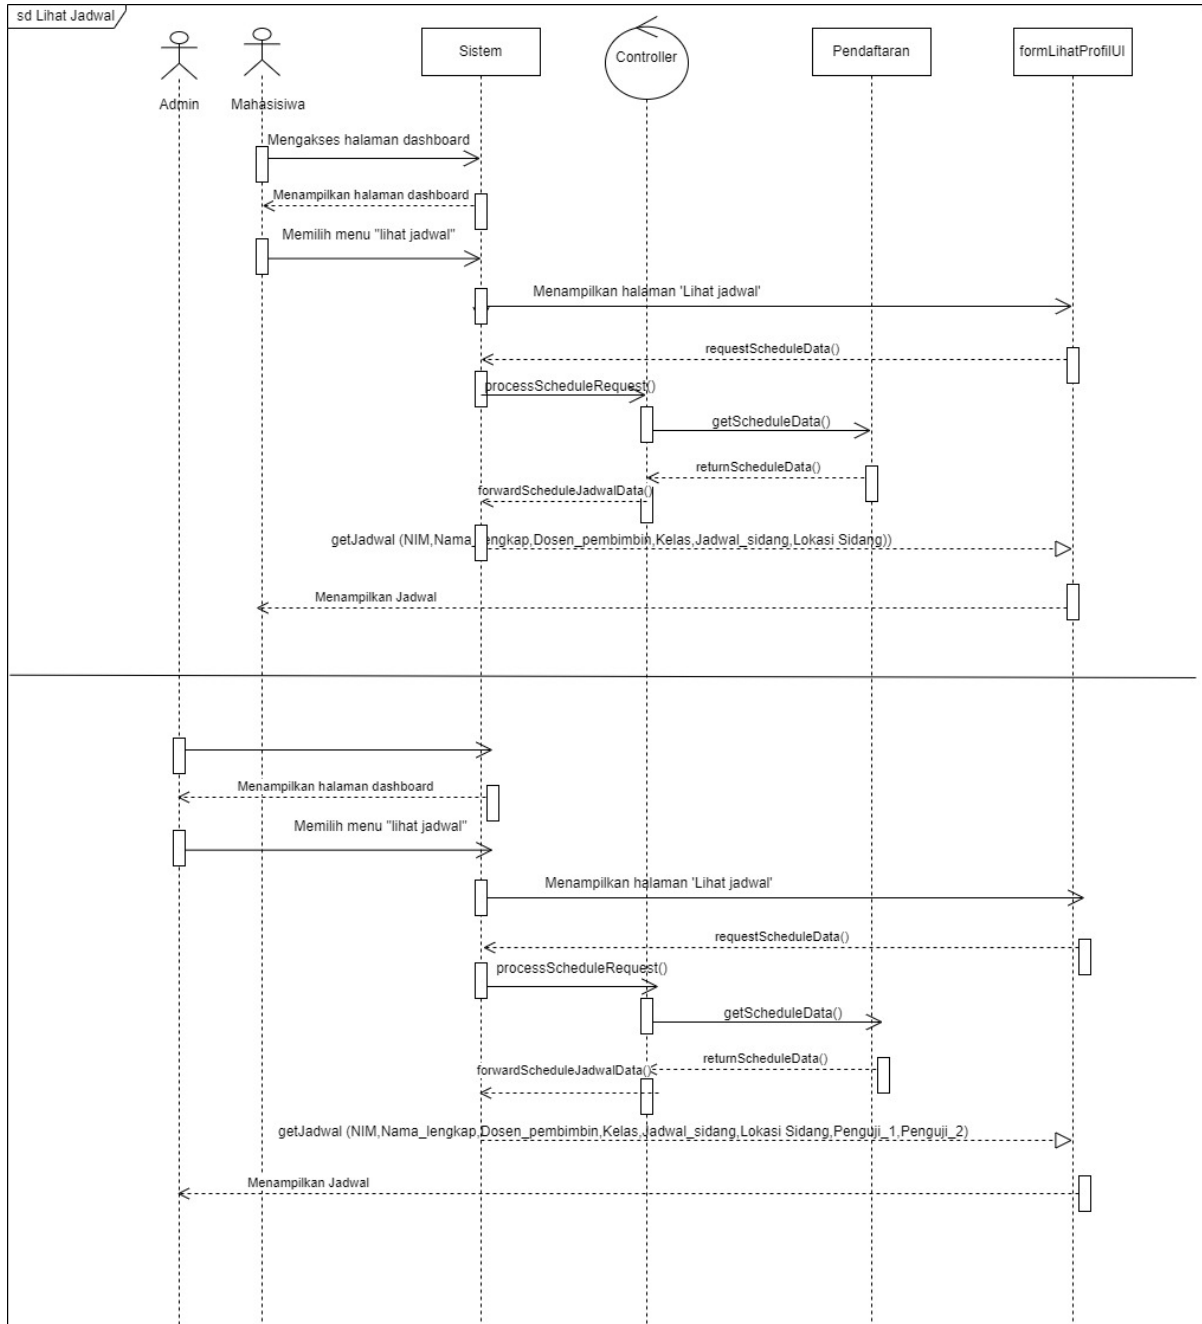 sd Lihat Jadwal
Admin
Mahasisiwa
Sistem
Controller
Pendaftaran
formLihatProfilUI
Mengakses halaman dashboard
Menampilkan halaman dashboard
Memilih menu "lihat jadwal"
Menampilkan halaman 'Lihat jadwal'
requestScheduleData()
processScheduleRequest()
getScheduleData()
returnScheduleData()
forwardScheduleJadwalData()
getJadwal (NIM,Nama_lengkap,Dosen_pembimbin,Kelas,Jadwal_sidang,Lokasi Sidang))
Menampilkan Jadwal
Menampilkan halaman dashboard
Memilih menu "lihat jadwal"
Menampilkan halaman 'Lihat jadwal'
requestScheduleData()
processScheduleRequest()
getScheduleData()
returnScheduleData()
forwardScheduleJadwalData()
getJadwal (NIM,Nama_lengkap,Dosen_pembimbin,Kelas,Jadwal_sidang,Lokasi Sidang,Penguji_1,Penguji_2)
Menampilkan Jadwal